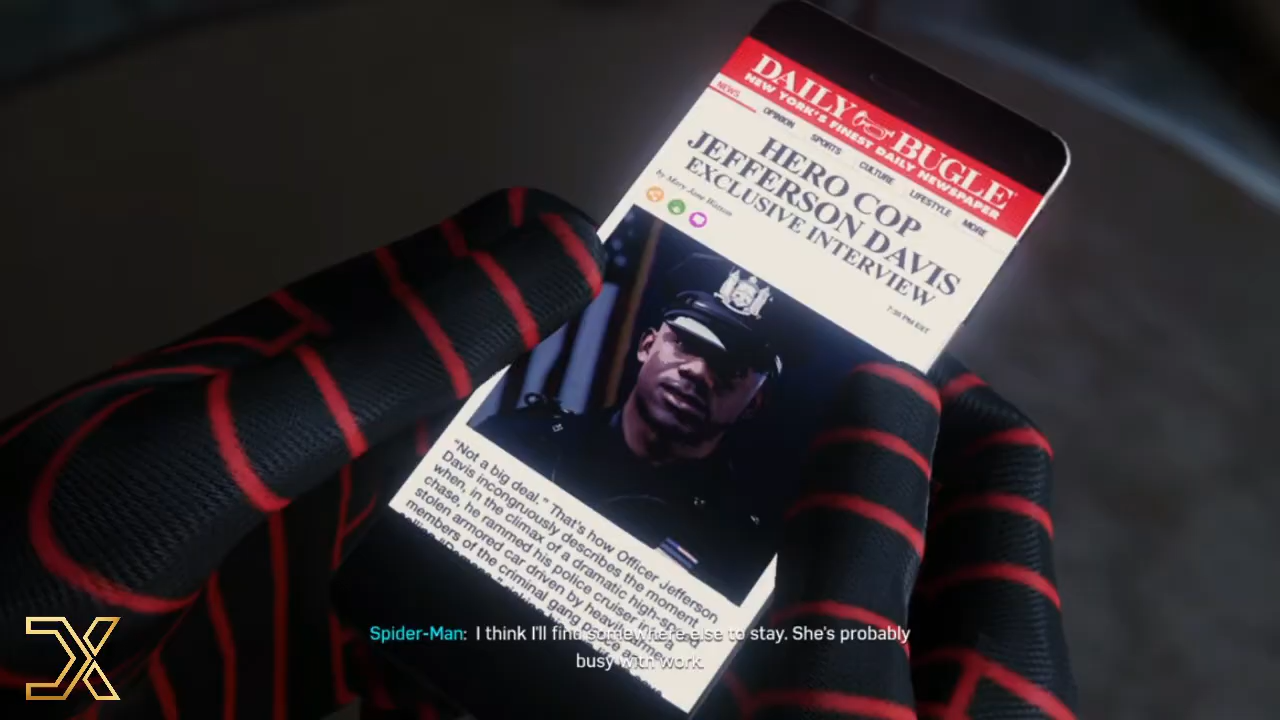 DAILY BUGLE
NEW YORK'S FINEST DAILY NEWSPAPER
NEWS OPINION SPORTS CULTURE LIFESTYLE MORE
HERO COP
JEFFERSON DAVIS
EXCLUSIVE INTERVIEW
by Mary Jane Watson
7:38 PM EST
"Not a big deal." That's how Officer Jefferson
Davis incongruously describes the moment
when, in the climax of a dramatic high-speed
chase, he rammed his police cruiser into a
stolen armored car driven by heavily armed
members of the criminal gang
Spider-Man: I think I'll find somewhere else to stay. She's probably
busy with work.
JX